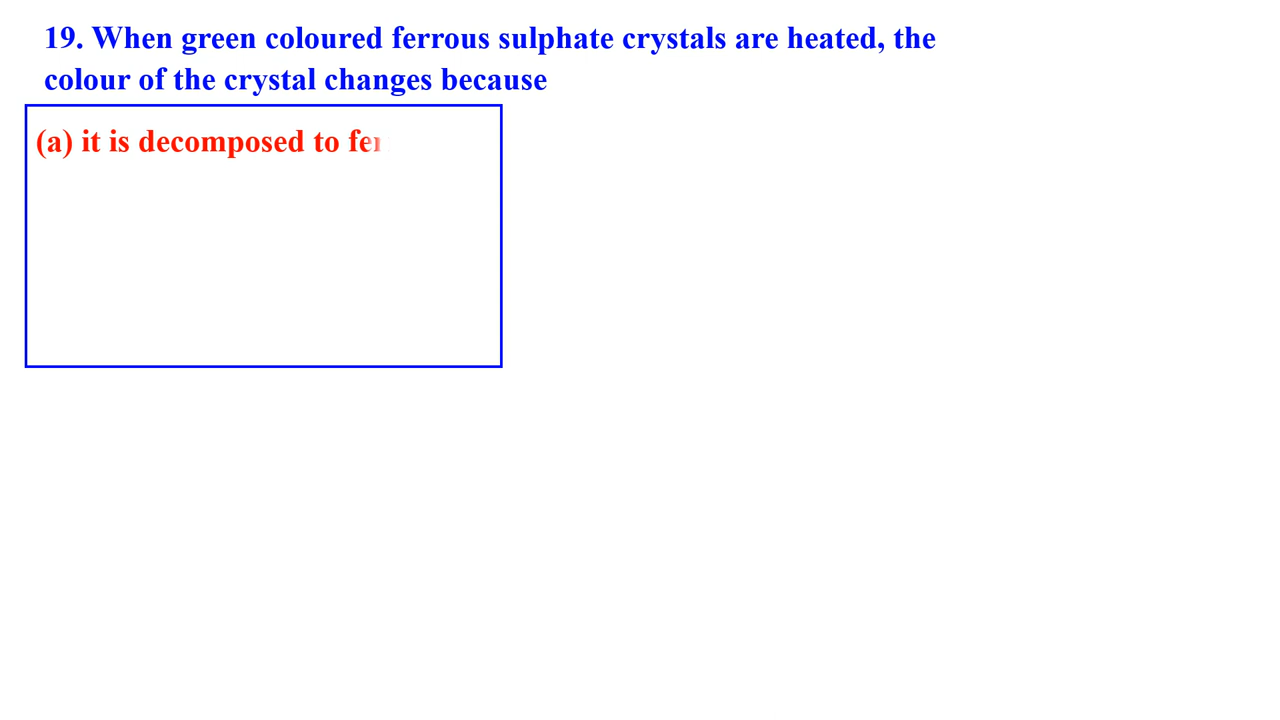 19. When green coloured ferrous sulphate crystals are heated, the
colour of the crystal changes because
(a) it is decomposed to